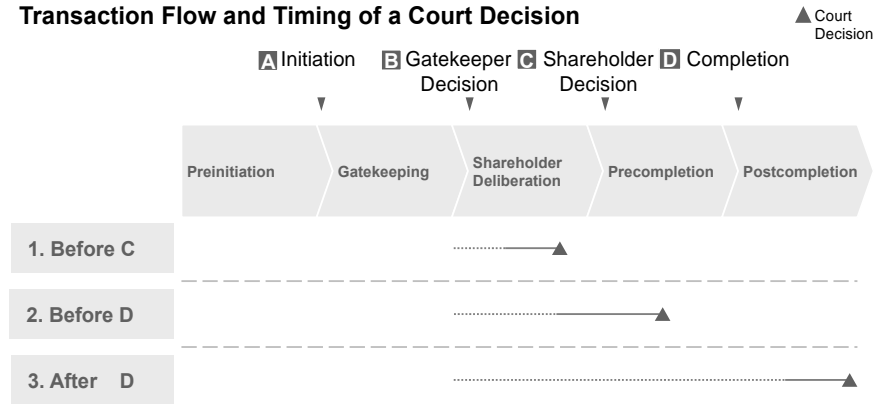 Transaction Flow and Timing of a Court Decision
Court
Decision
A Initiation
B Gatekeeper
Decision
C Shareholder
Decision
D Completion
Preinitiation
Gatekeeping
Shareholder
Deliberation
Precompletion
Postcompletion
1. Before C
2. Before D
3. After D